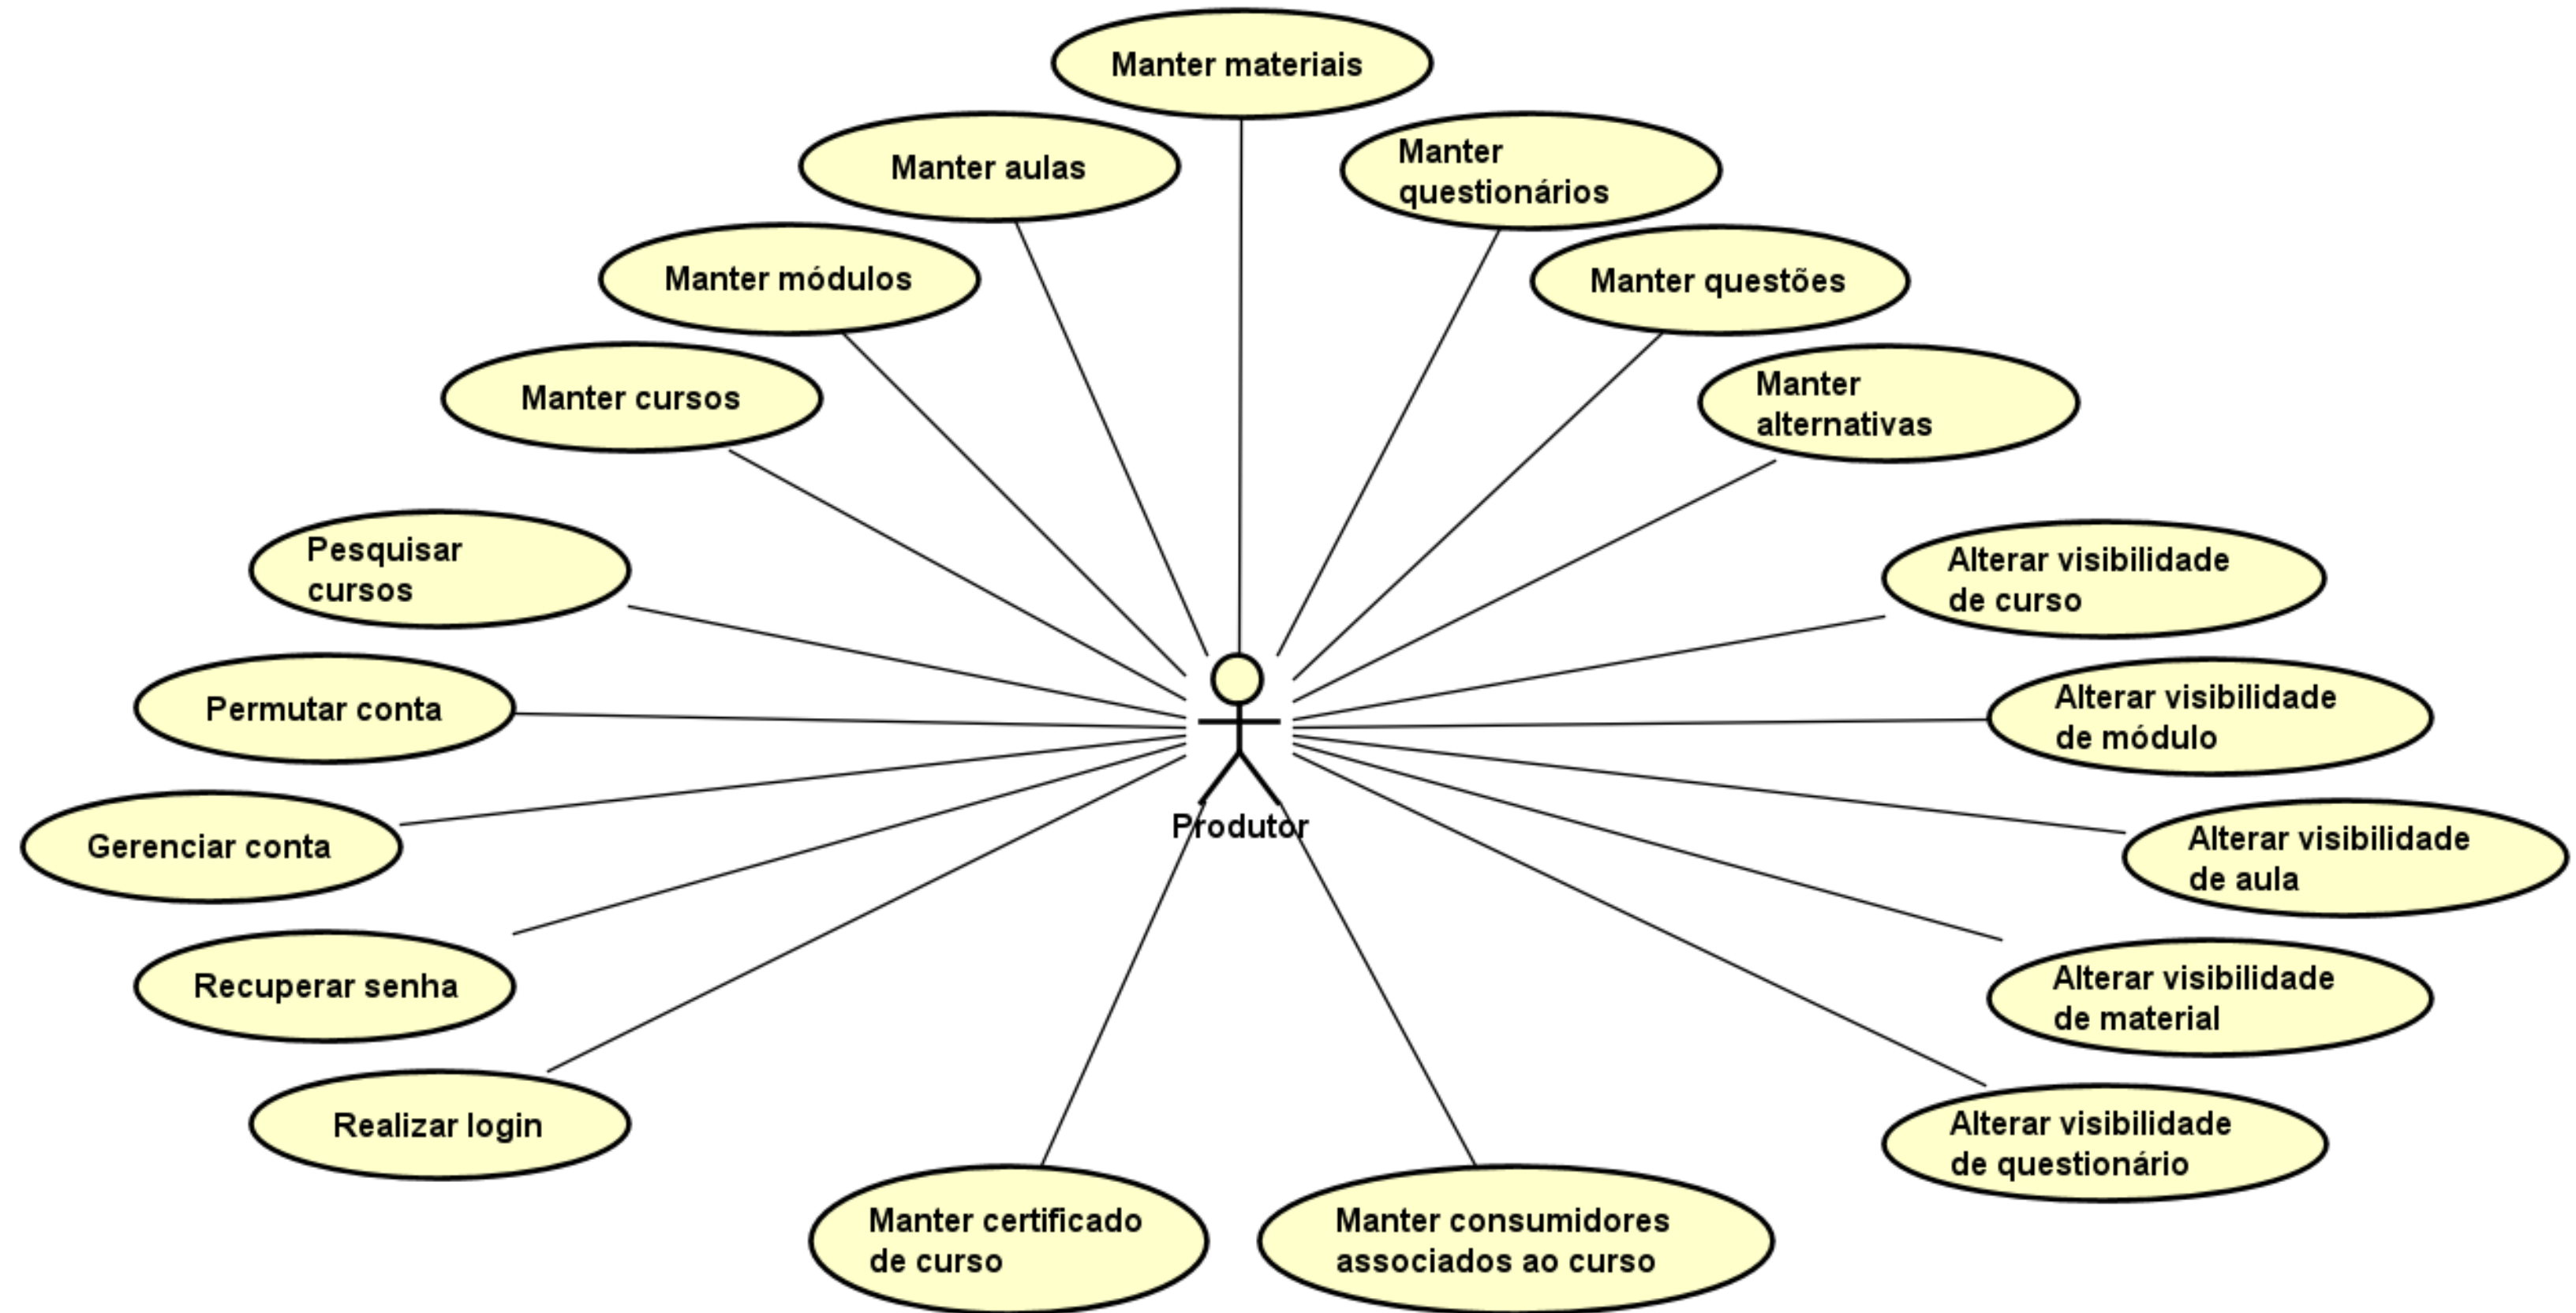 Manter materiais
Manter aulas
Manter
questionários
Manter módulos
Manter questões
Manter cursos
Manter
alternativas
Pesquisar
cursos
Alterar visibilidade
de curso
Permutar conta
Alterar visibilidade
de módulo
Produtor
Gerenciar conta
Alterar visibilidade
de aula
Recuperar senha
Alterar visibilidade
de material
Realizar login
Alterar visibilidade
de questionário
Manter certificado
de curso
Manter consumidores
associados ao curso